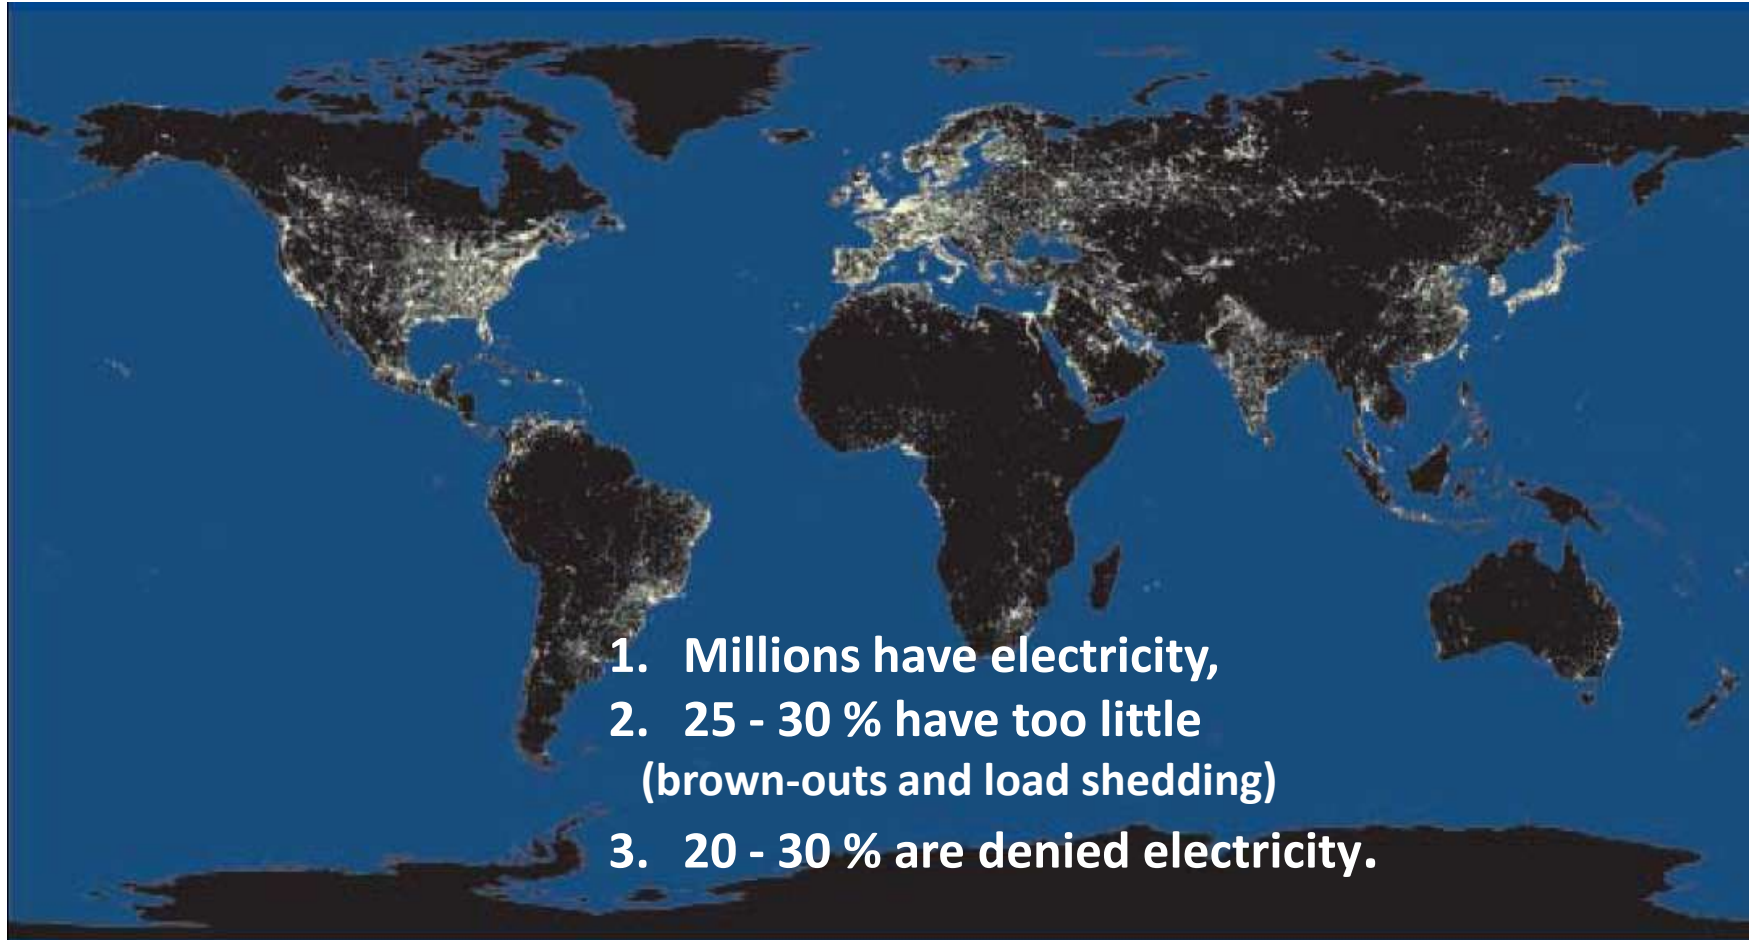 1. Millions have electricity,
2. 25 - 30 % have too little
(brown-outs and load shedding)
3. 20 - 30 % are denied electricity.